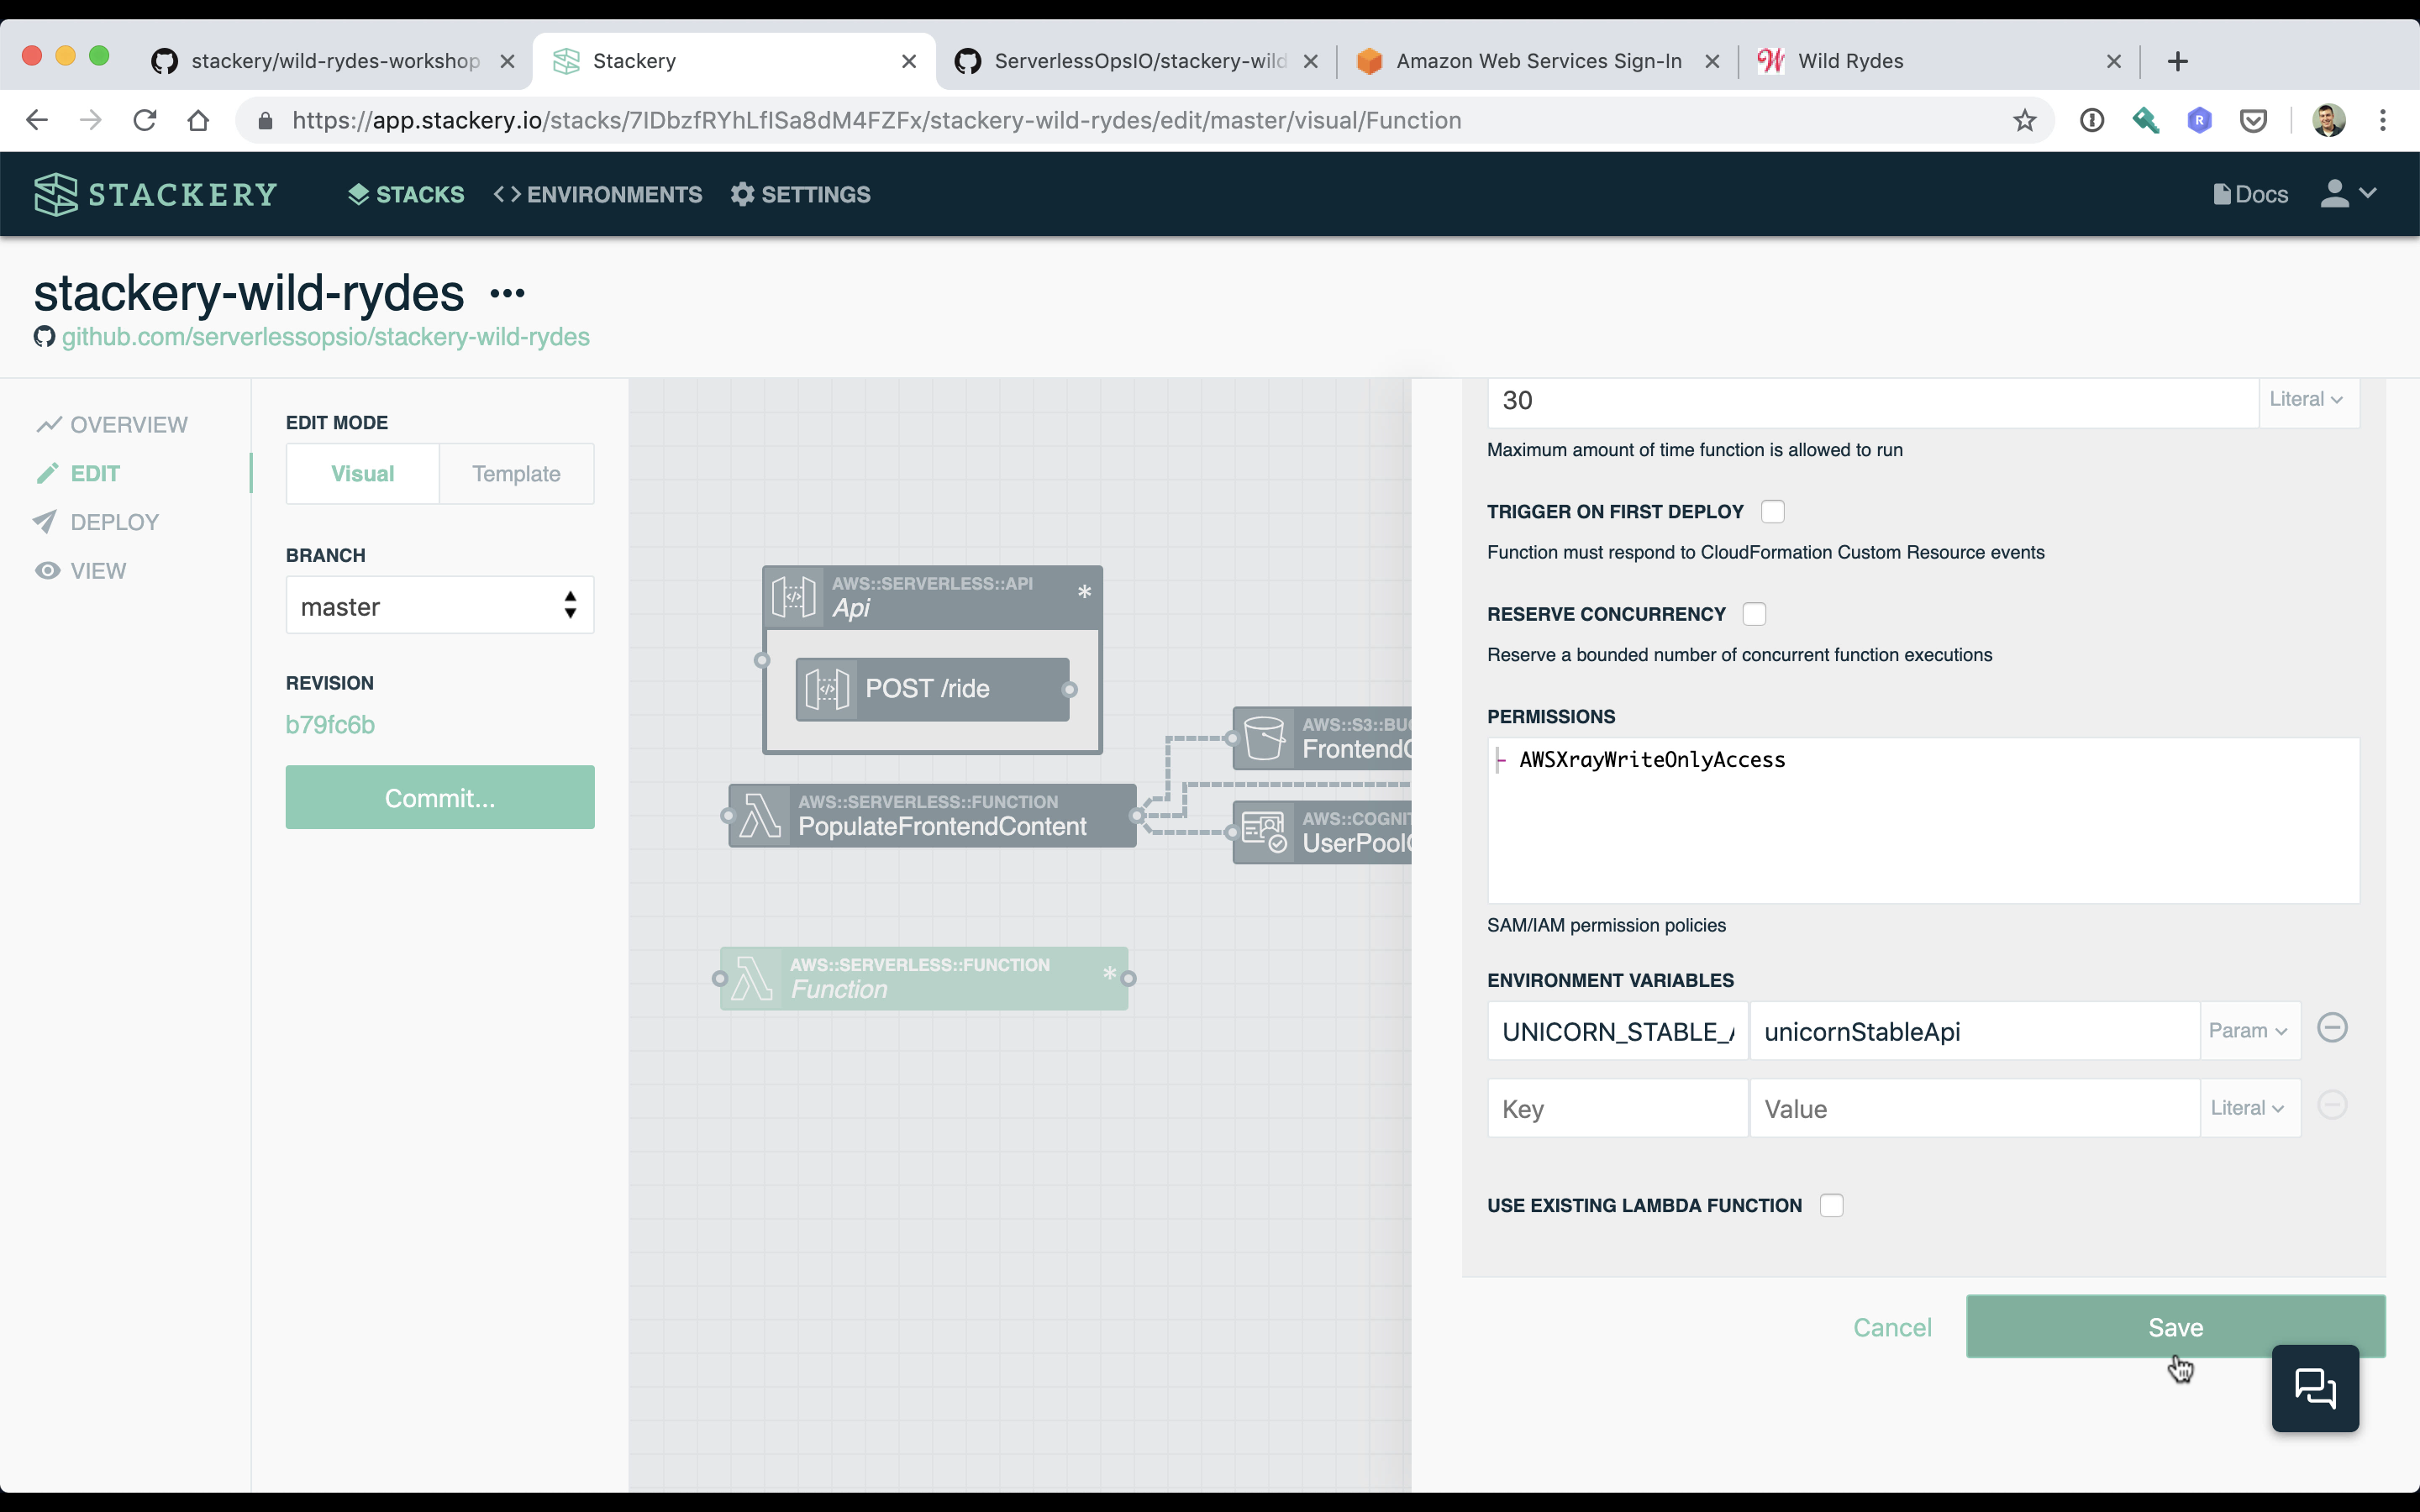 stackery/wild-rydes-workshop
Stackery
ServerlessOpsIO/stackery-wild
Amazon Web Services Sign-In
Wild Rydes
https://app.stackery.io/stacks/7IDbzfRYhLflSa8dM4FZFx/stackery-wild-rydes/edit/master/visual/Function
STACKERY
STACKS
ENVIRONMENTS
SETTINGS
Docs
stackery-wild-rydes
github.com/serverlessopsio/stackery-wild-rydes
OVERVIEW
EDIT
DEPLOY
VIEW
EDIT MODE
Visual
Template
BRANCH
master
REVISION
b79fc6b
Commit...
AWS::SERVERLESS::API
Api
*
POST /ride
AWS::S3::BUC
FrontendC
AWS::SERVERLESS::FUNCTION
PopulateFrontendContent
AWS::COGNIT
UserPoolC
AWS::SERVERLESS::FUNCTION
Function
*
30
Literal
Maximum amount of time function is allowed to run
TRIGGER ON FIRST DEPLOY
Function must respond to CloudFormation Custom Resource events
RESERVE CONCURRENCY
Reserve a bounded number of concurrent function executions
PERMISSIONS
- AWSXrayWriteOnlyAccess
SAM/IAM permission policies
ENVIRONMENT VARIABLES
UNICORN_STABLE_A
unicornStableApi
Param
Key
Value
Literal
USE EXISTING LAMBDA FUNCTION
Cancel
Save